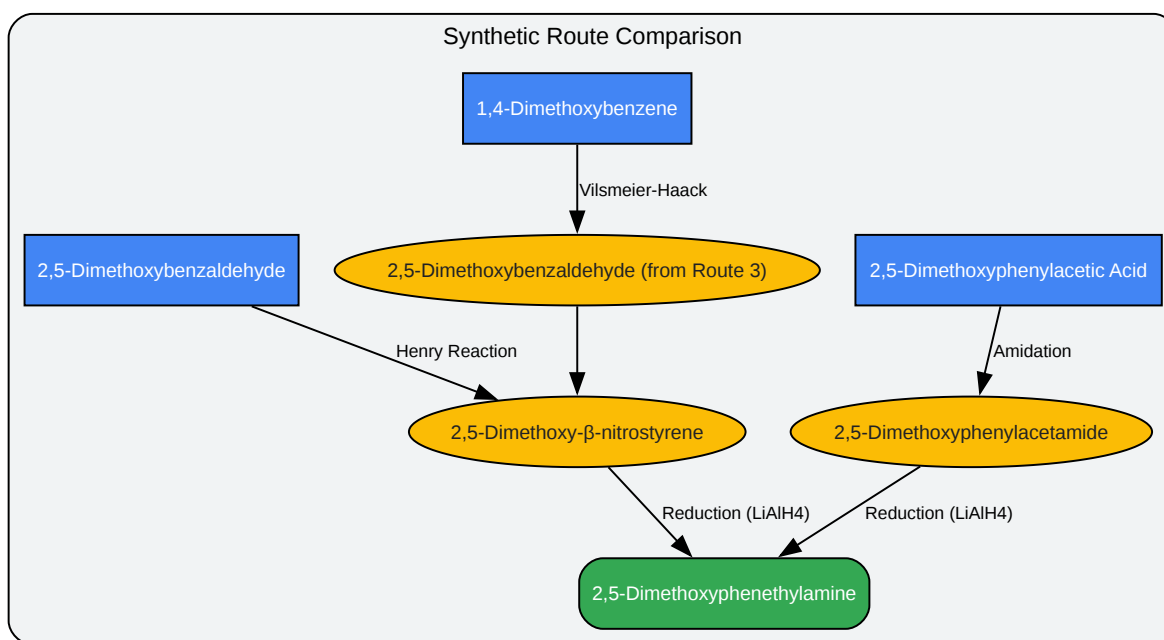 Synthetic Route Comparison
1,4-Dimethoxybenzene
Vilsmeier-Haack
2,5-Dimethoxybenzaldehyde
2,5-Dimethoxybenzaldehyde (from Route 3)
2,5-Dimethoxyphenylacetic Acid
Henry Reaction
Amidation
2,5-Dimethoxy-β-nitrostyrene
2,5-Dimethoxyphenylacetamide
Reduction (LiAlH4)
Reduction (LiAlH4)
2,5-Dimethoxyphenethylamine